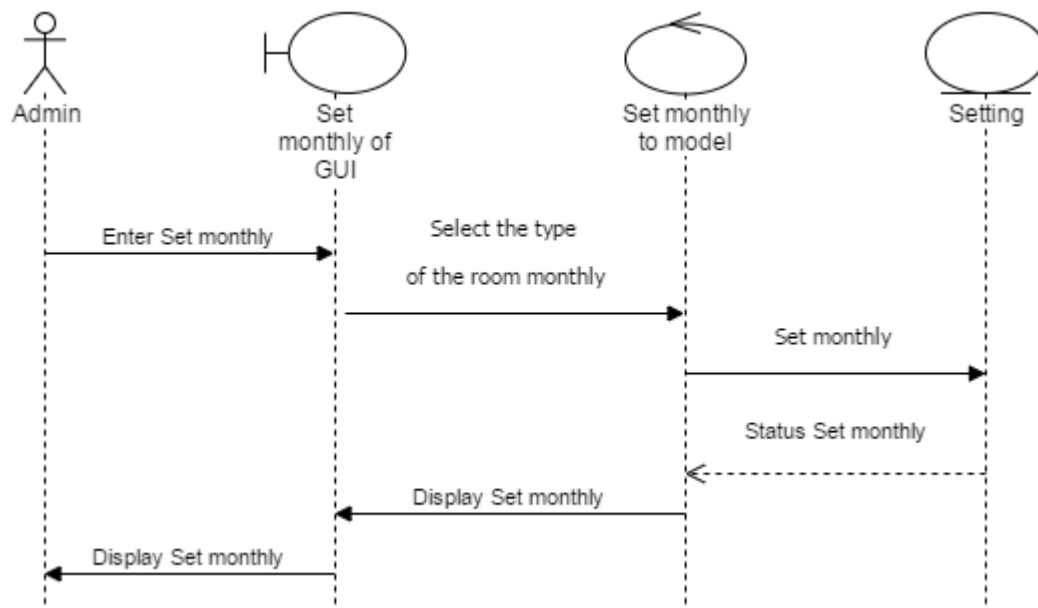 Admin
Set
monthly of
GUI
Set monthly
to model
Setting
Enter Set monthly
Select the type
of the room monthly
Set monthly
Status Set monthly
Display Set monthly
Display Set monthly